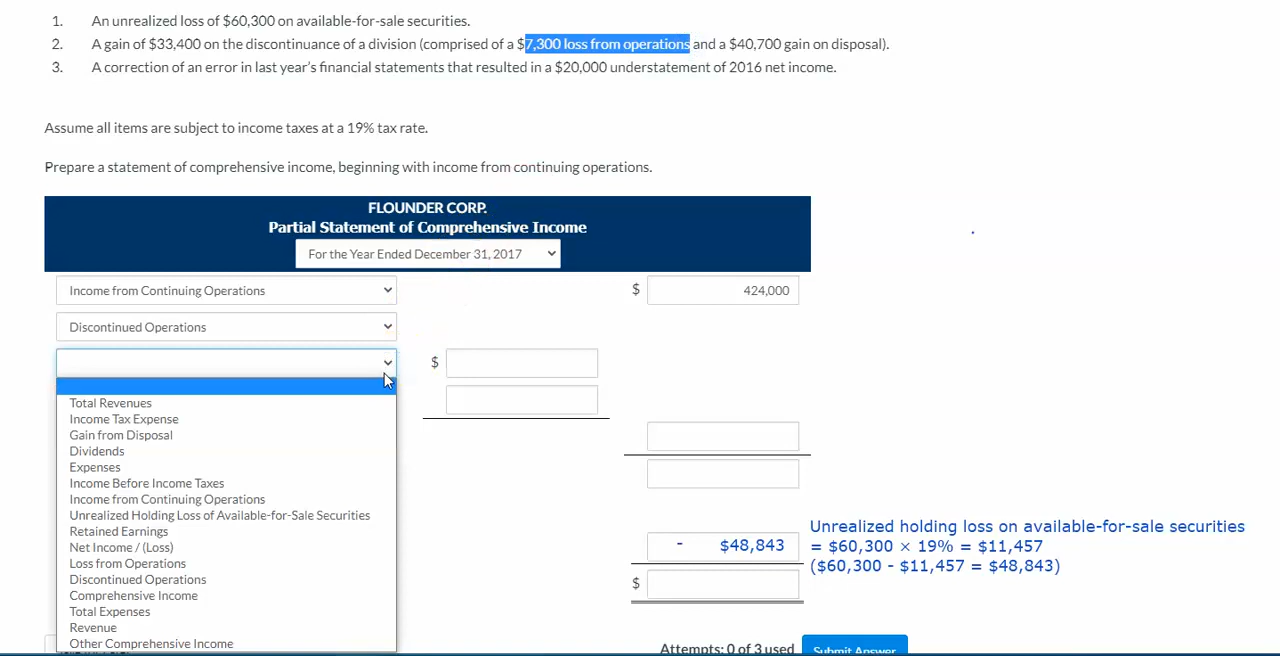 1. An unrealized loss of $60,300 on available-for-sale securities.
2. A gain of $33,400 on the discontinuance of a division (comprised of a $7,300 loss from operations and a $40,700 gain on disposal).
3. A correction of an error in last year's financial statements that resulted in a $20,000 understatement of 2016 net income.
Assume all items are subject to income taxes at a 19% tax rate.
Prepare a statement of comprehensive income, beginning with income from continuing operations.
FLOUNDER CORP.
Partial Statement of Comprehensive Income
For the Year Ended December 31, 2017
Income from Continuing Operations $ 424,000
Discontinued Operations
$
Total Revenues
Income Tax Expense
Gain from Disposal
Dividends
Expenses
Income Before Income Taxes
Income from Continuing Operations
Unrealized Holding Loss of Available-for-Sale Securities
Retained Earnings
Net Income / (Loss)
Loss from Operations
Discontinued Operations
Comprehensive Income
Total Expenses
Revenue
Other Comprehensive Income
- $48,843
$
Unrealized holding loss on available-for-sale securities
= $60,300 × 19% = $11,457
($60,300 - $11,457 = $48,843)
Attempts: 0 of 3 used
Submit Answer